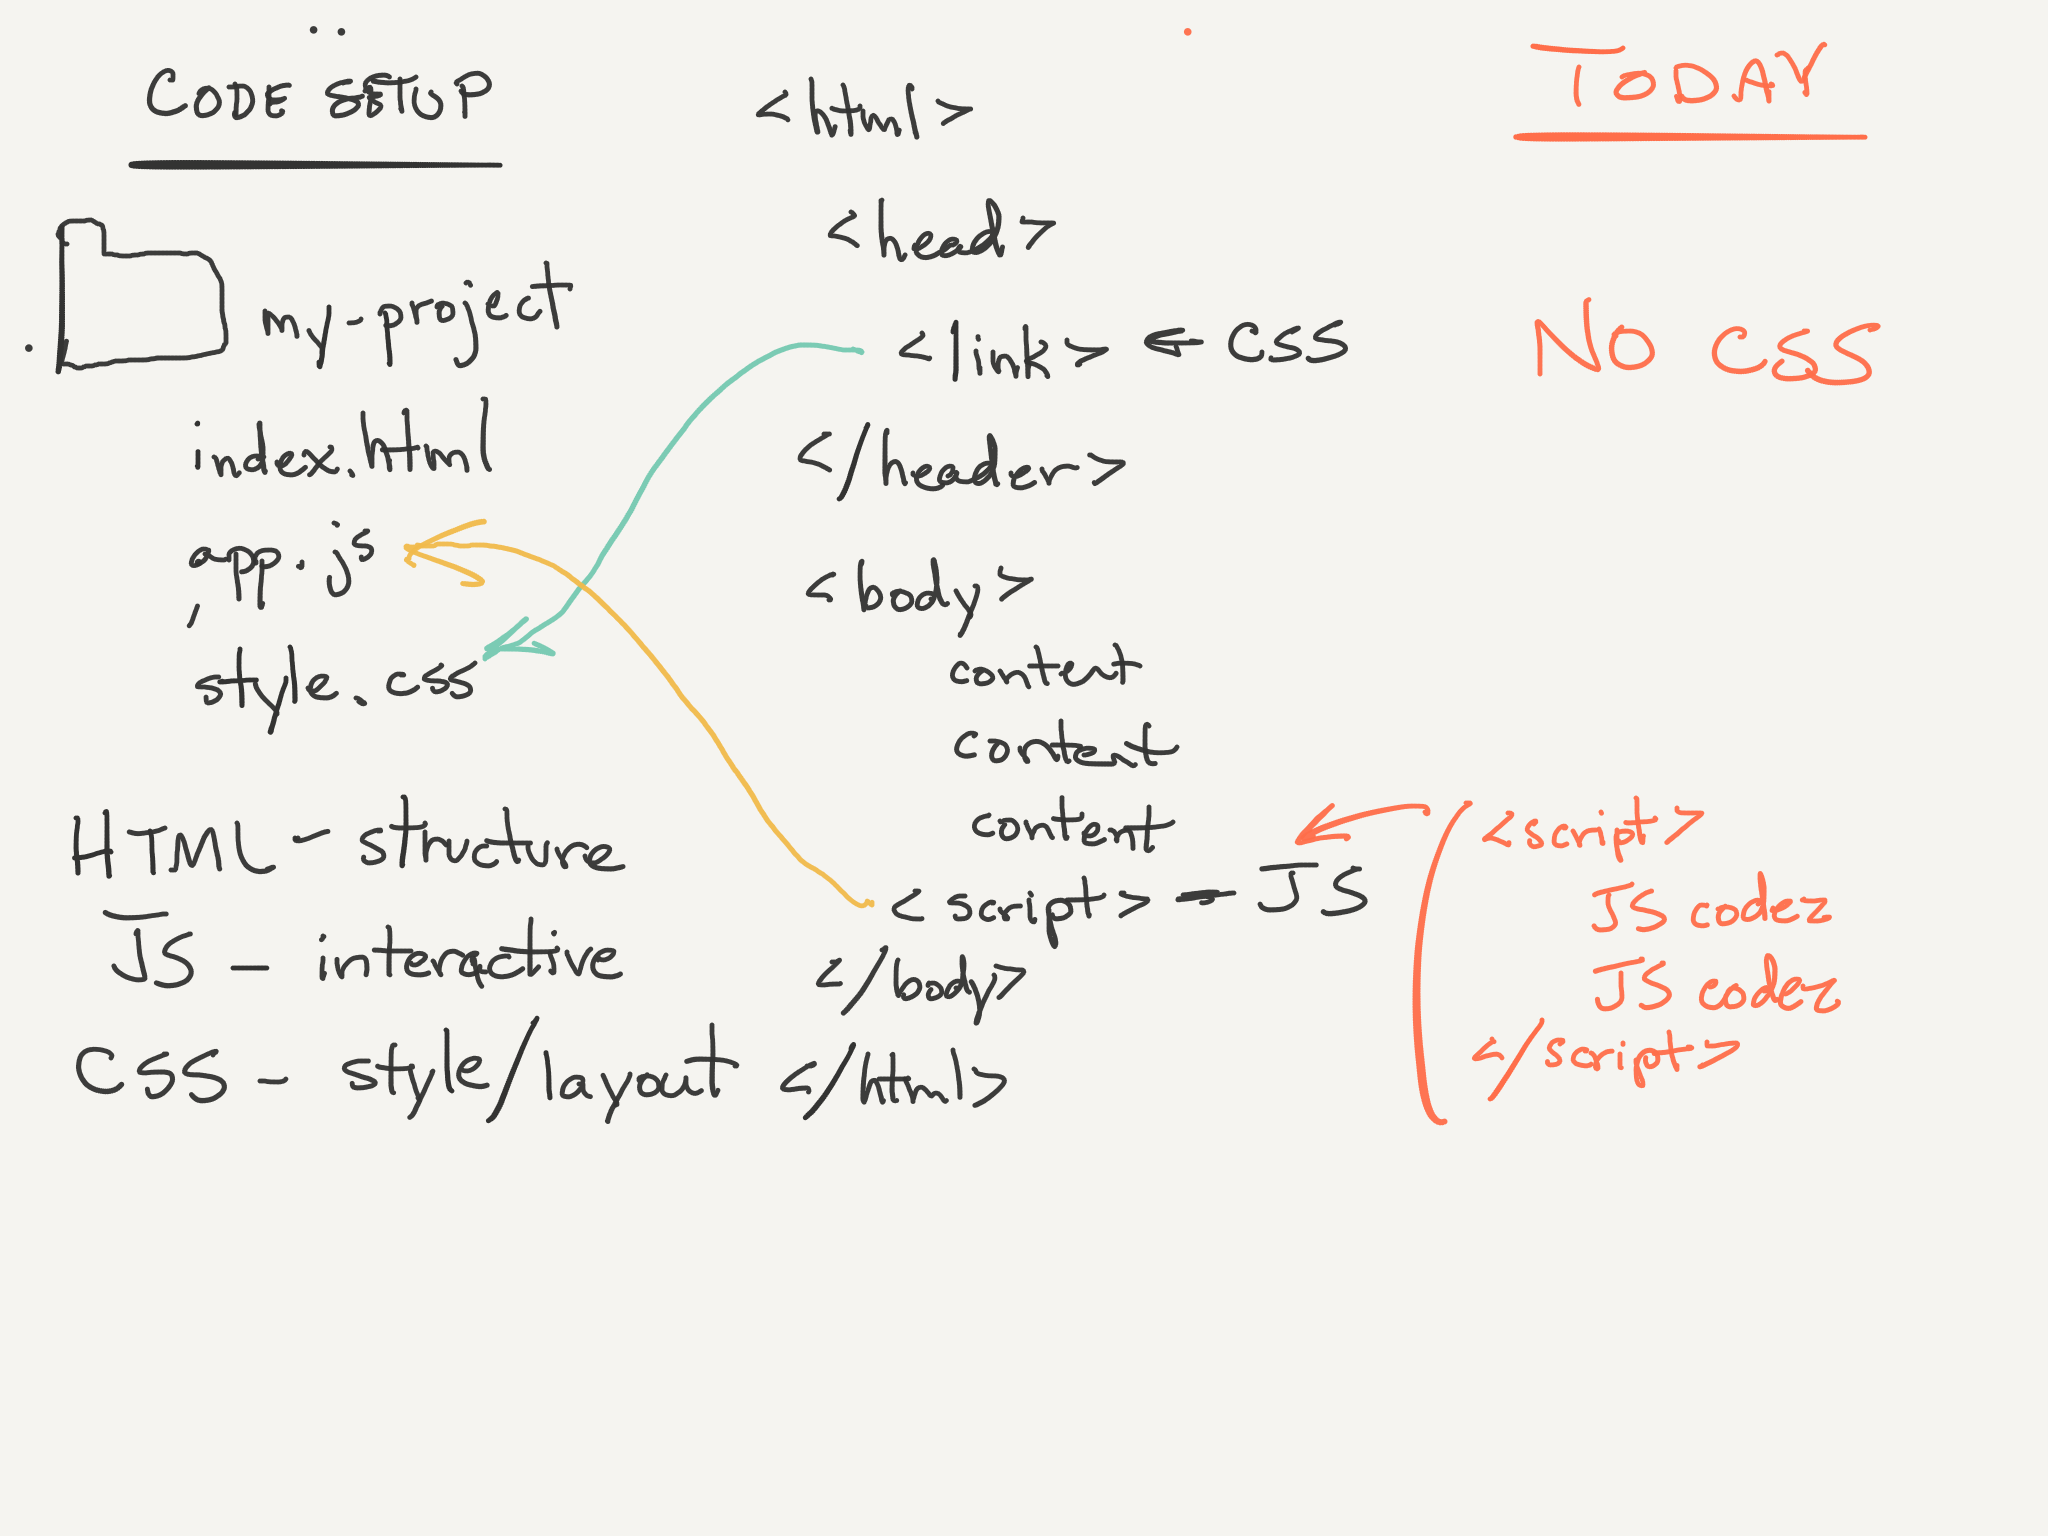 CODE SETUP
my-project
index.html
app.js
style.css
HTML - structure
JS - interactive
CSS - style/layout
<html>
<head>
<link> ← CSS
</header>
<body>
content
content
content
<script> - JS
</body>
</html>
TODAY
NO CSS
<script>
JS codez
JS codez
</script>